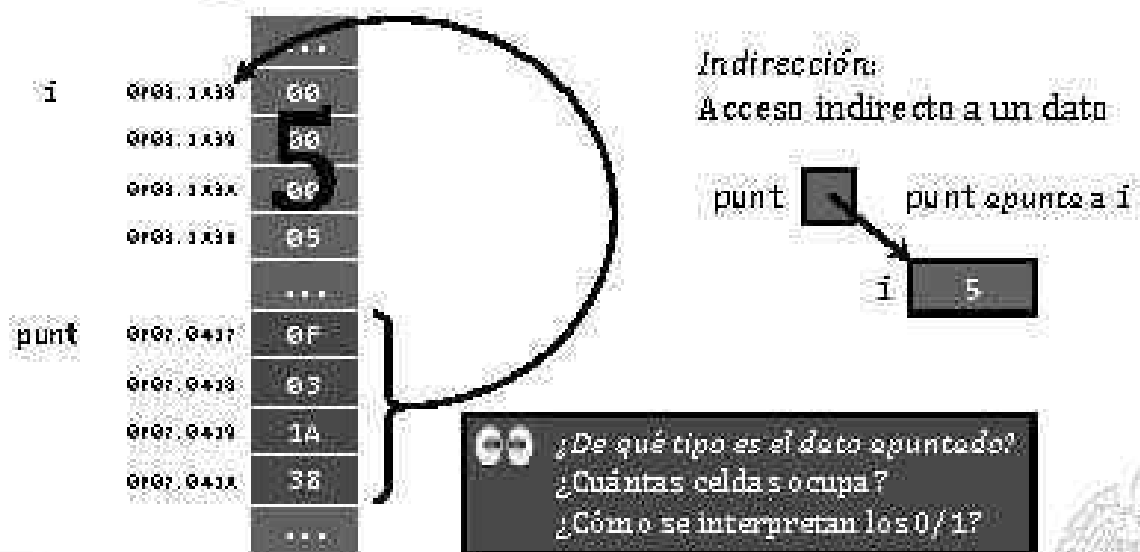 ...
i 0F03:1A38 00
0F03:1A39 00
0F03:1A3A 00
0F03:1A3B 05
5
...
punt 0F07:0417 0F
0F07:0418 03
0F07:0419 1A
0F07:041A 38
...
Indirección:
Acceso indirecto a un dato
punt
punt apunta a i
i 5
¿De qué tipo es el dato apuntado?
¿Cuántas celdas ocupa?
¿Cómo se interpretan los 0/1?